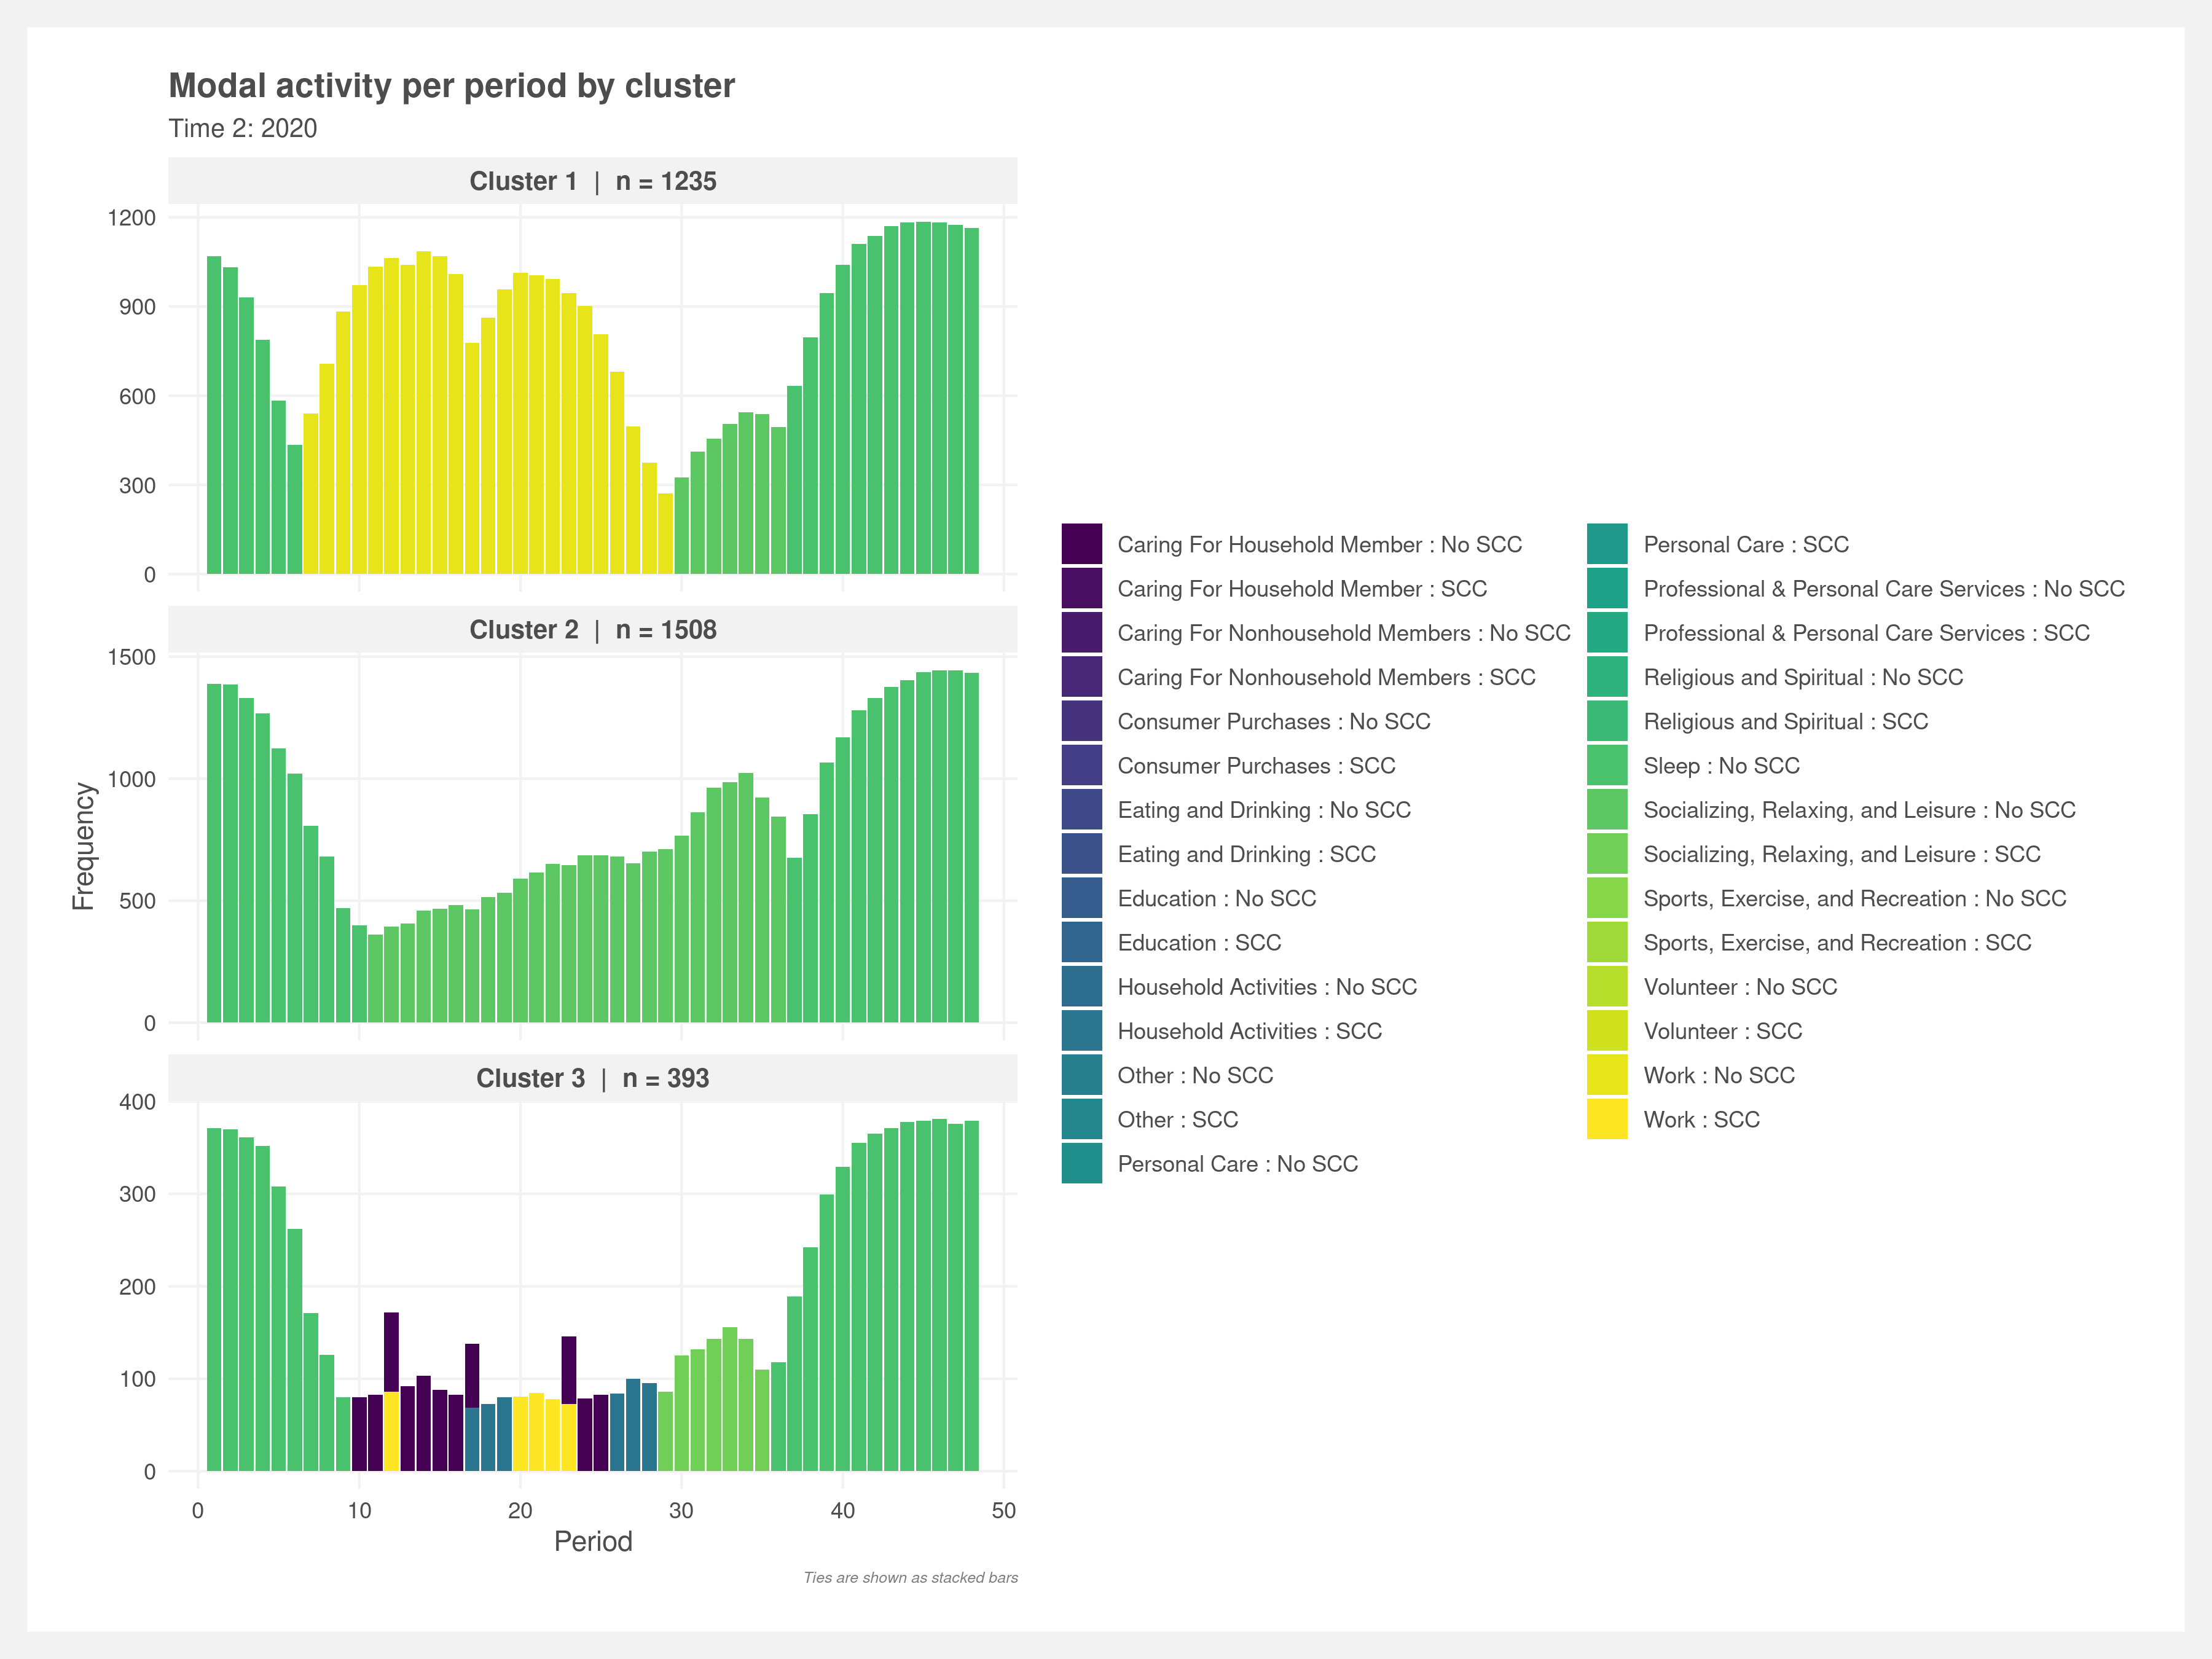 Modal activity per period by cluster
Time 2: 2020
Cluster 1 | n = 1235
1200
900
600
300
0
Cluster 2 | n = 1508
1500
1000
500
0
Frequency
Cluster 3 | n = 393
400
300
200
100
0
0 10 20 30 40 50
Period
Ties are shown as stacked bars
Caring For Household Member : No SCC
Caring For Household Member : SCC
Caring For Nonhousehold Members : No SCC
Caring For Nonhousehold Members : SCC
Consumer Purchases : No SCC
Consumer Purchases : SCC
Eating and Drinking : No SCC
Eating and Drinking : SCC
Education : No SCC
Education : SCC
Household Activities : No SCC
Household Activities : SCC
Other : No SCC
Other : SCC
Personal Care : No SCC
Personal Care : SCC
Professional & Personal Care Services : No SCC
Professional & Personal Care Services : SCC
Religious and Spiritual : No SCC
Religious and Spiritual : SCC
Sleep : No SCC
Socializing, Relaxing, and Leisure : No SCC
Socializing, Relaxing, and Leisure : SCC
Sports, Exercise, and Recreation : No SCC
Sports, Exercise, and Recreation : SCC
Volunteer : No SCC
Volunteer : SCC
Work : No SCC
Work : SCC